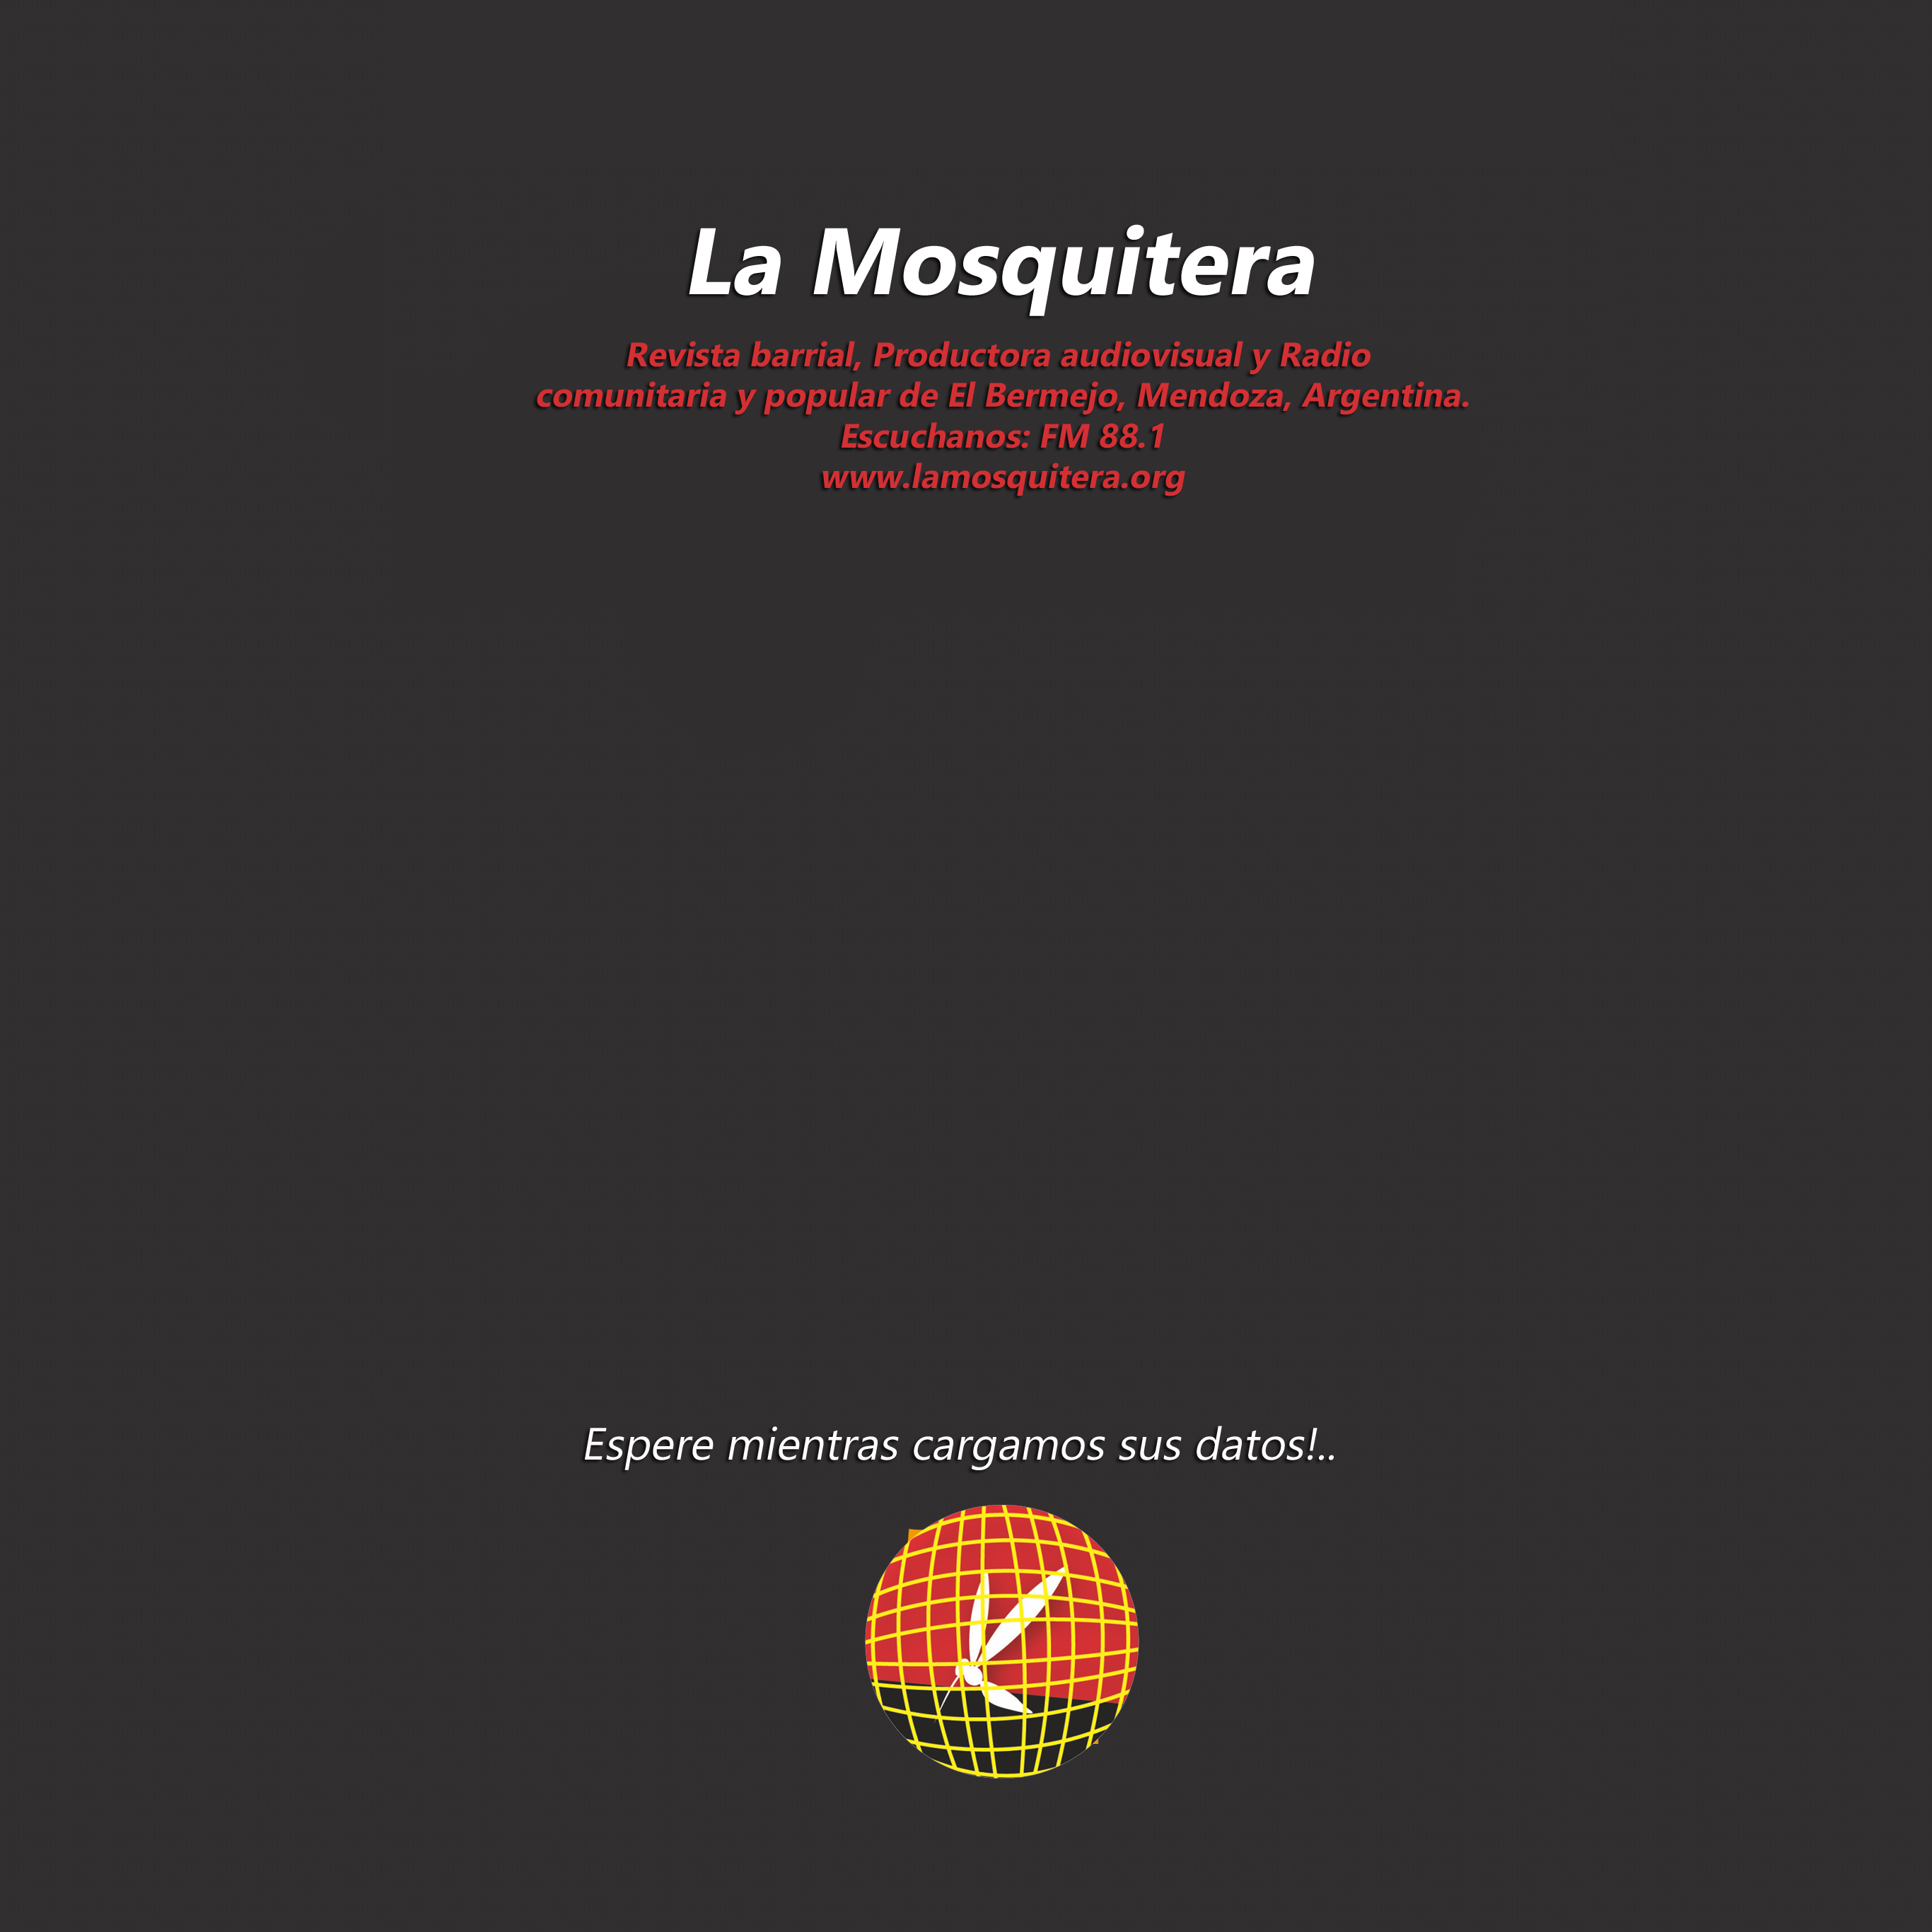 La Mosquitera
Revista barrial, Productora audiovisual y Radio
comunitaria y popular de El Bermejo, Mendoza, Argentina.
Escuchanos: FM 88.1
www.lamosquitera.org
Espere mientras cargamos sus datos!..